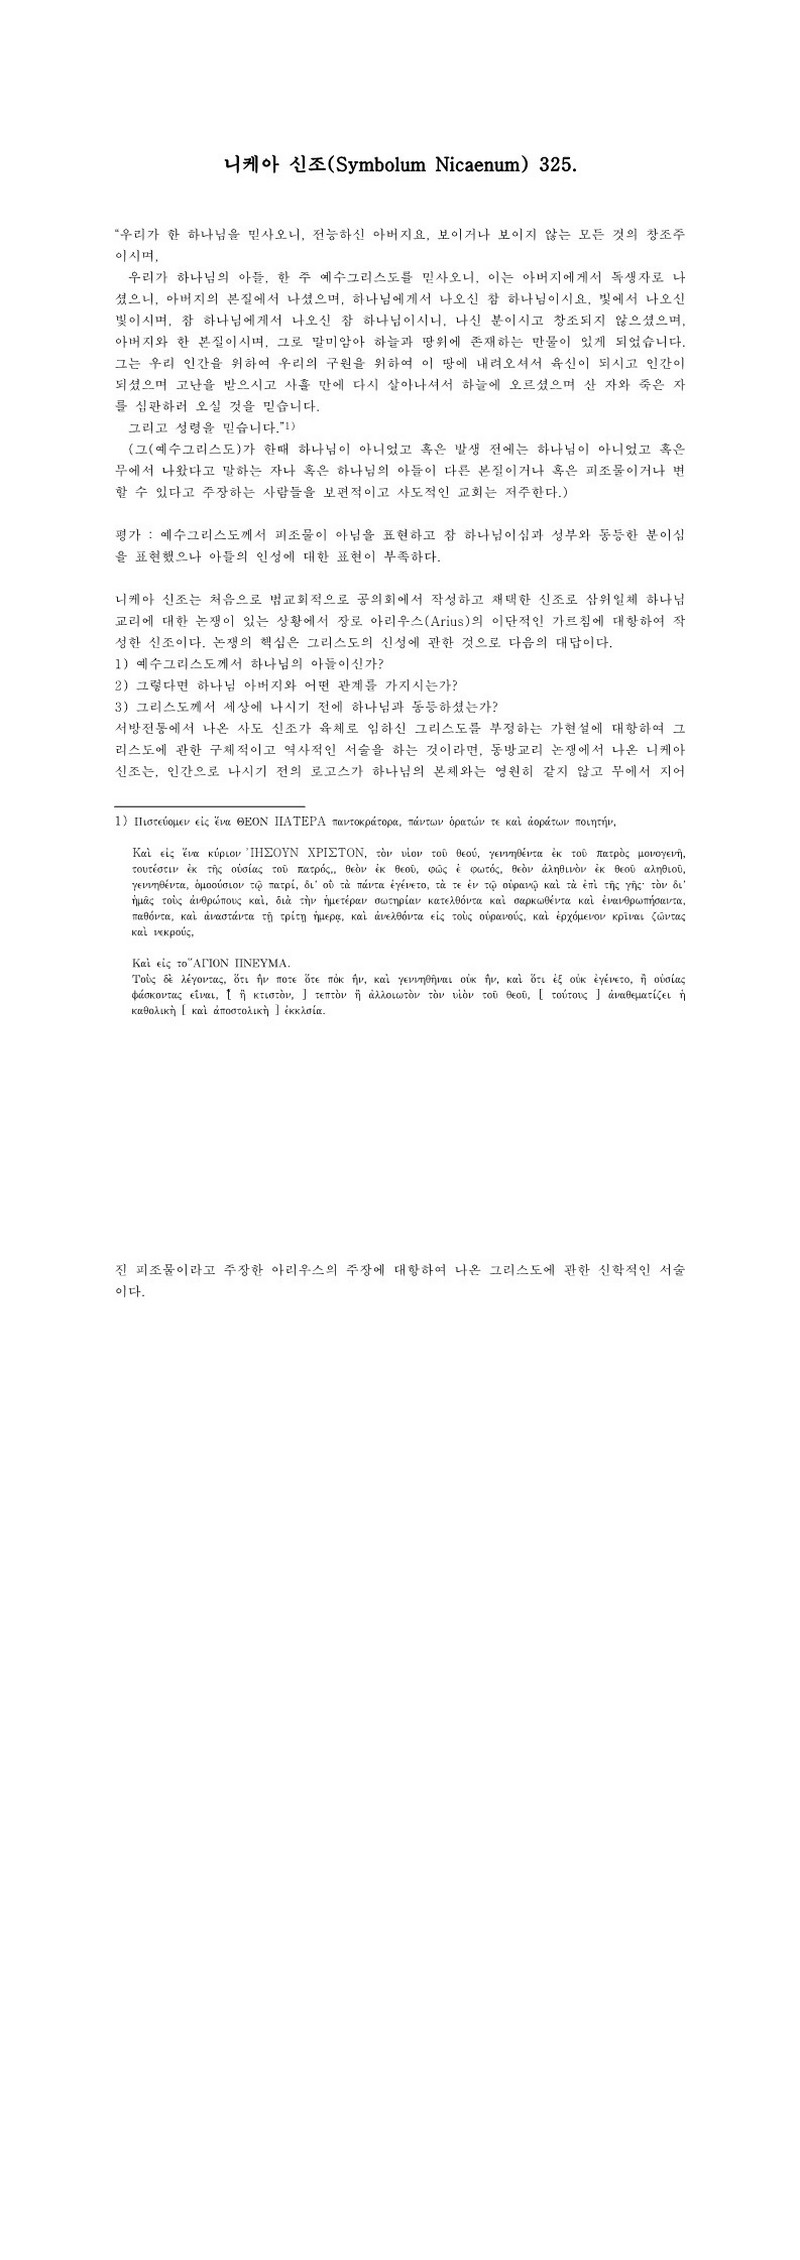 니케아 신조(Symbolum Nicaenum) 325.
“우리가 한 하나님을 믿사오니, 전능하신 아버지요, 보이거나 보이지 않는 모든 것의 창조주
이시며,
우리가 하나님의 아들, 한 주 예수그리스도를 믿사오니, 이는 아버지에게서 독생자로 나
셨으니, 아버지의 본질에서 나셨으며, 하나님에게서 나오신 참 하나님이시요, 빛에서 나오신
빛이시며, 참 하나님에게서 나오신 참 하나님이시니, 나신 분이시고 창조되지 않으셨으며,
아버지와 한 본질이시며, 그로 말미암아 하늘과 땅위에 존재하는 만물이 있게 되었습니다.
그는 우리 인간을 위하여 우리의 구원을 위하여 이 땅에 내려오셔서 육신이 되시고 인간이
되셨으며 고난을 받으시고 사흘 만에 다시 살아나셔서 하늘에 오르셨으며 산 자와 죽은 자
를 심판하러 오실 것을 믿습니다.
그리고 성령을 믿습니다.”1)
(그(예수그리스도)가 한때 하나님이 아니었고 혹은 발생 전에는 하나님이 아니었고 혹은
무에서 나왔다고 말하는 자나 혹은 하나님의 아들이 다른 본질이거나 혹은 피조물이거나 변
할 수 있다고 주장하는 사람들을 보편적이고 사도적인 교회는 저주한다.)
평가 : 예수그리스도께서 피조물이 아님을 표현하고 참 하나님이심과 성부와 동등한 분이심
을 표현했으나 아들의 인성에 대한 표현이 부족하다.
니케아 신조는 처음으로 범교회적으로 공의회에서 작성하고 채택한 신조로 삼위일체 하나님
교리에 대한 논쟁이 있는 상황에서 장로 아리우스(Arius)의 이단적인 가르침에 대항하여 작
성한 신조이다. 논쟁의 핵심은 그리스도의 신성에 관한 것으로 다음의 대답이다.
1) 예수그리스도께서 하나님의 아들이신가?
2) 그렇다면 하나님 아버지와 어떤 관계를 가지시는가?
3) 그리스도께서 세상에 나시기 전에 하나님과 동등하셨는가?
서방전통에서 나온 사도 신조가 육체로 임하신 그리스도를 부정하는 가현설에 대항하여 그
리스도에 관한 구체적이고 역사적인 서술을 하는 것이라면, 동방교리 논쟁에서 나온 니케아
신조는, 인간으로 나시기 전의 로고스가 하나님의 본체와는 영원히 같지 않고 무에서 지어
1) Πιστεύομεν εἰς ἕνα ΘΕΟΝ ΠΑΤΕΡΑ παντοκράτορα, πάντων ὁρατών τε καὶ ἀοράτων ποιητήν,
Καὶ εἰς ἕνα κύριον ᾿ΙΗΣΟΥΝ ΧΡΙΣΤΟΝ, τὸν υἱον τοῦ θεού, γεννηθέντα ἐκ τοῦ πατρὸς μονογενῆ,
τουτέστιν ἐκ τῆς οὐσίας τοῦ πατρός,, θεὸν ἐκ θεοῦ, φῶς ἐ φωτός, θεὸν ἀληθινὸν ἐκ θεοῦ αληθιοῦ,
γεννηθέντα, ὁμοούσιον τῷ πατρί, δι᾽ οὗ τὰ πάντα ἐγένετο, τὰ τε ἐν τῷ οὐρανῷ καὶ τὰ ἐπὶ τῆς γῆς· τὸν δι᾽
ἡμᾶς τοὺς ἀνθρώπους καὶ, διὰ τὴν ἡμετέραν σωτηρίαν κατελθόντα καὶ σαρκωθέντα καὶ ἐνανθρωπήσαντα,
παθόντα, καὶ ἀναστάντα τῇ τρίτῃ ἡμερᾳ, καὶ ἀνελθόντα εἰς τοὺς οὐρανούς, καὶ ἐρχόμενον κρῖναι ζῶντας
καὶ νεκρούς,
Καὶ εἰς το῞ΑΓΙΟΝ ΠΝΕΥΜΑ.
Τοὺς δὲ λέγοντας, ὅτι ἦν ποτε ὅτε πὀκ ἦν, καὶ γεννηθῆναι οὐκ ἦν, καὶ ὅτι ἐξ οὐκ ἐγένετο, ἢ οὐσίας
φάσκοντας εἶναι, [ ἢ κτιστὸν, ] τεπτὸν ἢ ἀλλοιωτὸν τὸν υἱὸν τοῦ θεοῦ, [ τούτους ] ἀναθεματίζει ἡ
καθολικὴ [ καὶ ἀποστολικὴ ] ἐκκλσία.
진 피조물이라고 주장한 아리우스의 주장에 대항하여 나온 그리스도에 관한 신학적인 서술
이다.